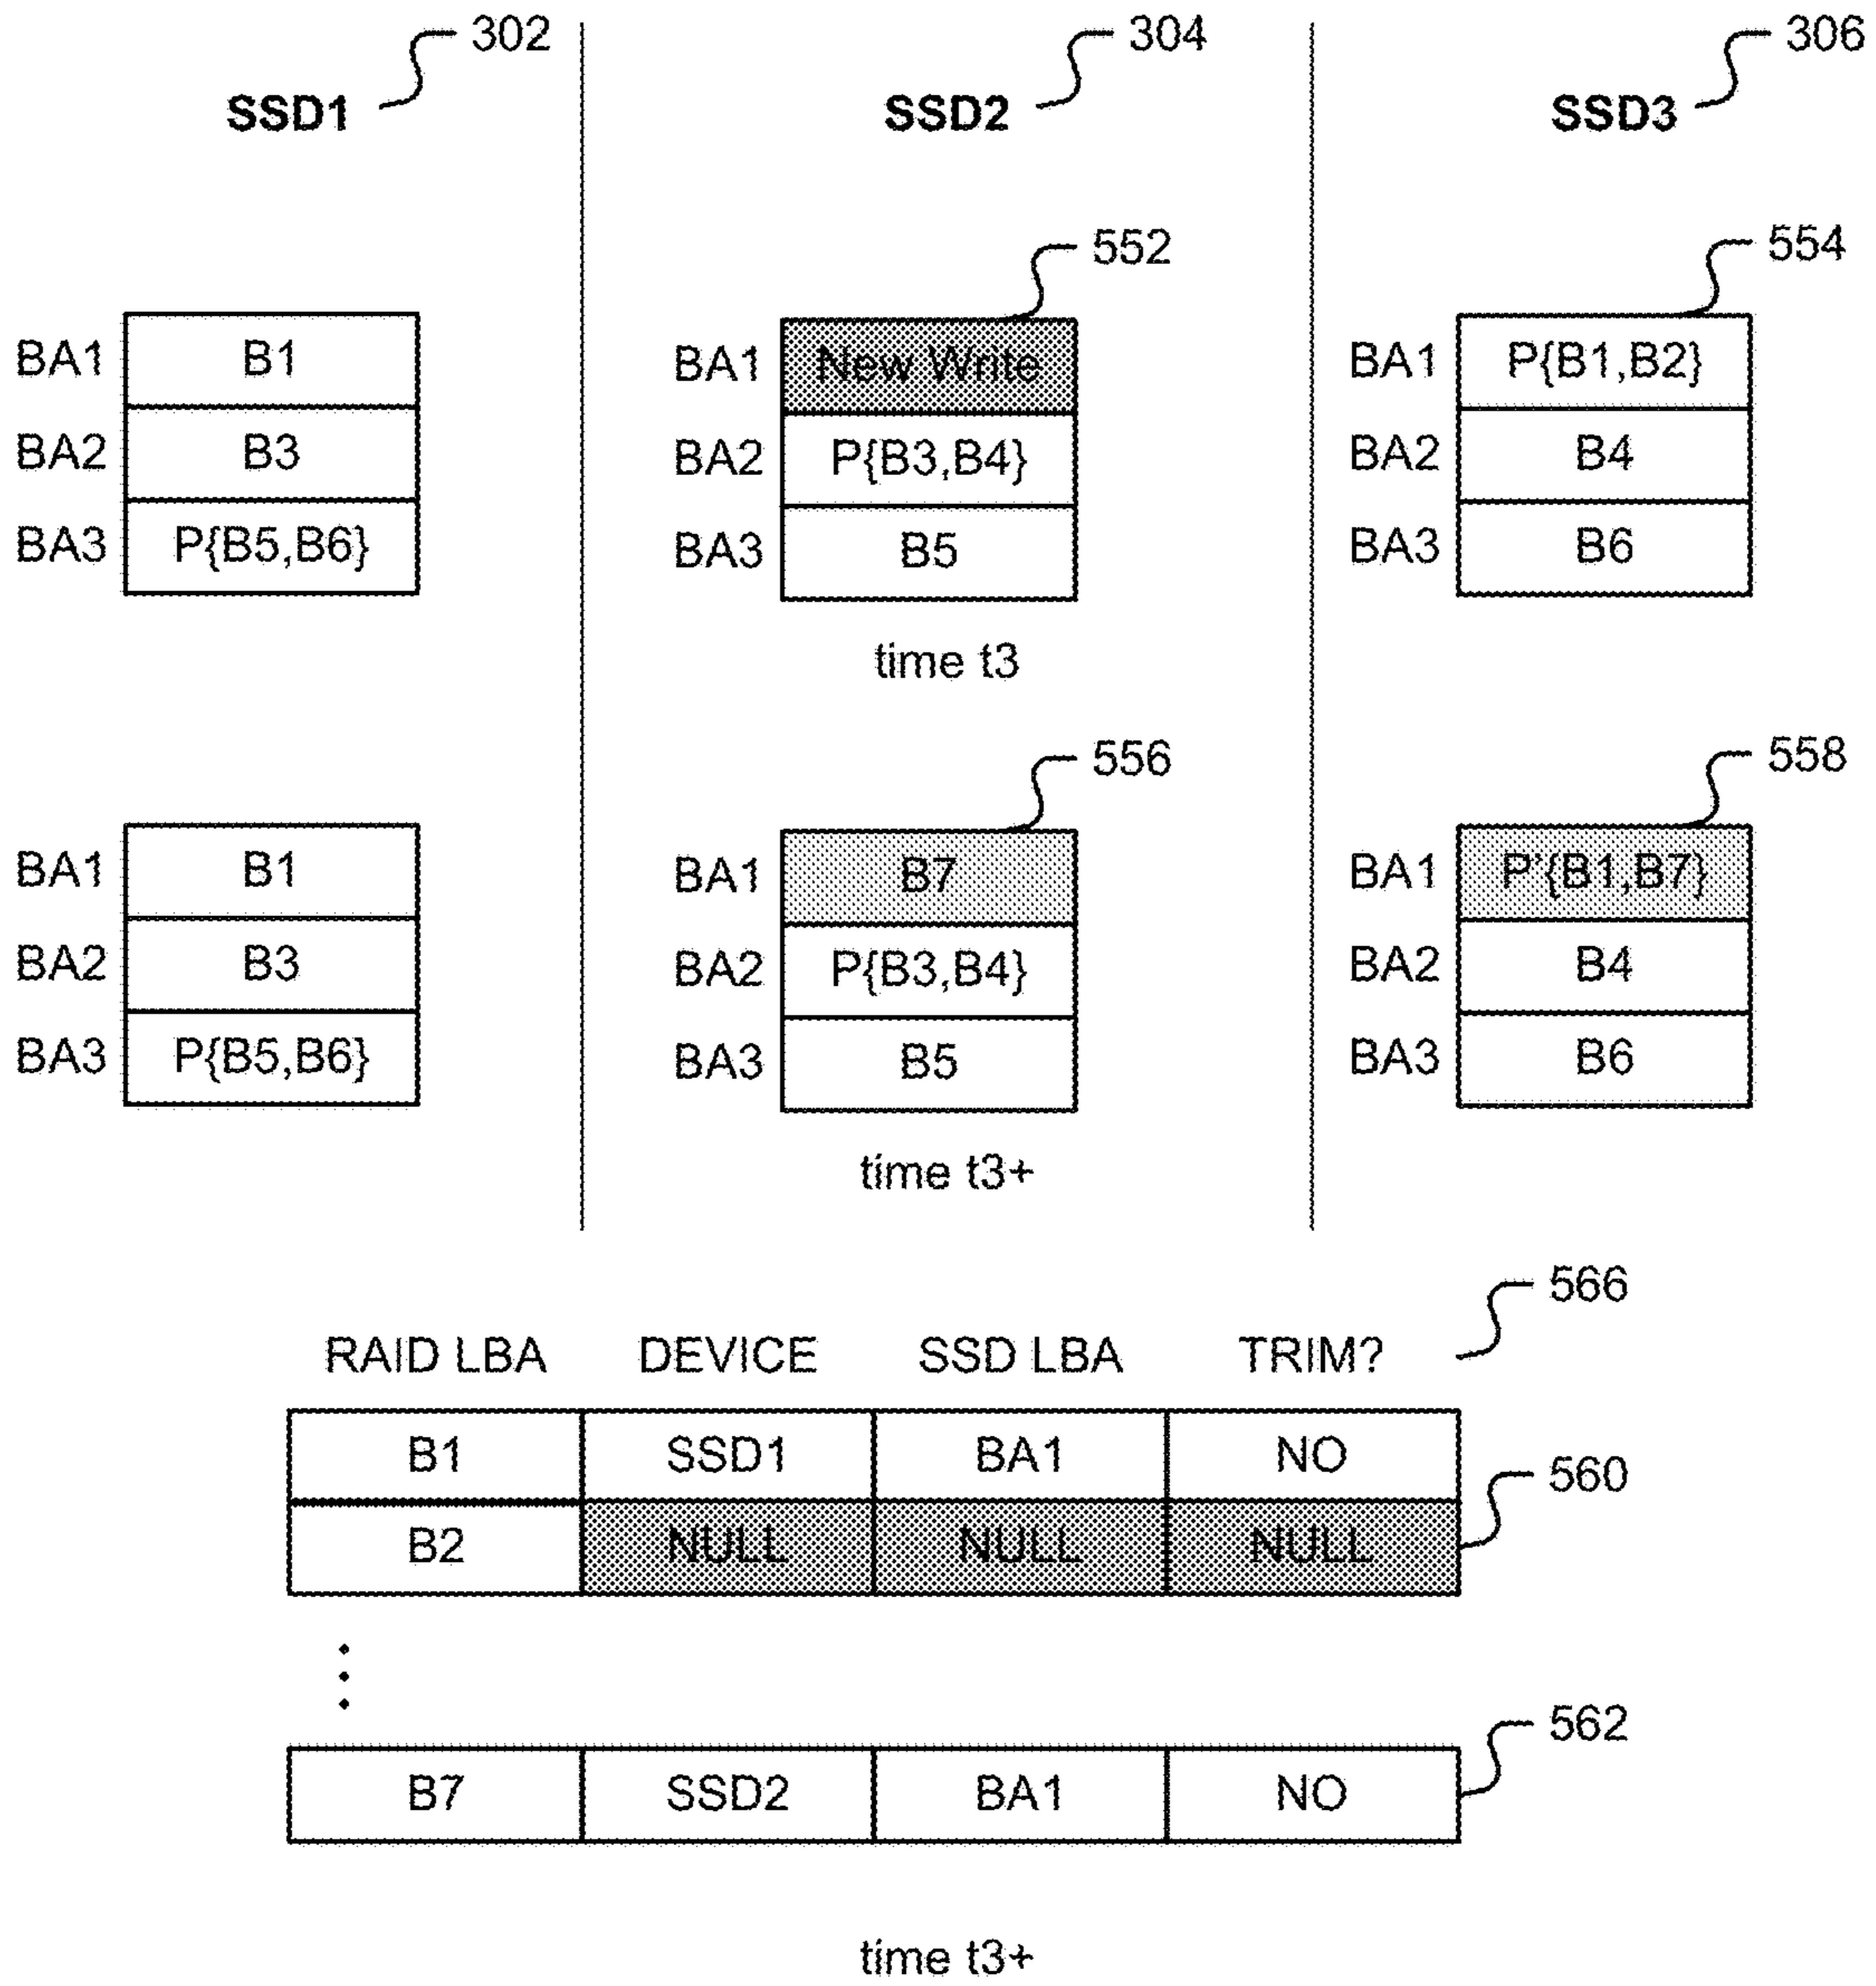 302 304 306
SSD1 SSD2 SSD3
552 554
BA1 B1 BA1 New Write BA1 P{B1,B2}
BA2 B3 BA2 P{B3,B4} BA2 B4
BA3 P{B5,B6} BA3 B5 BA3 B6
time t3
556 558
BA1 B1 BA1 B7 BA1 P'{B1,B7}
BA2 B3 BA2 P{B3,B4} BA2 B4
BA3 P{B5,B6} BA3 B5 BA3 B6
time t3+
566
RAID LBA DEVICE SSD LBA TRIM?
B1 SSD1 BA1 NO
560
B2 NULL NULL NULL
562
B7 SSD2 BA1 NO
time t3+